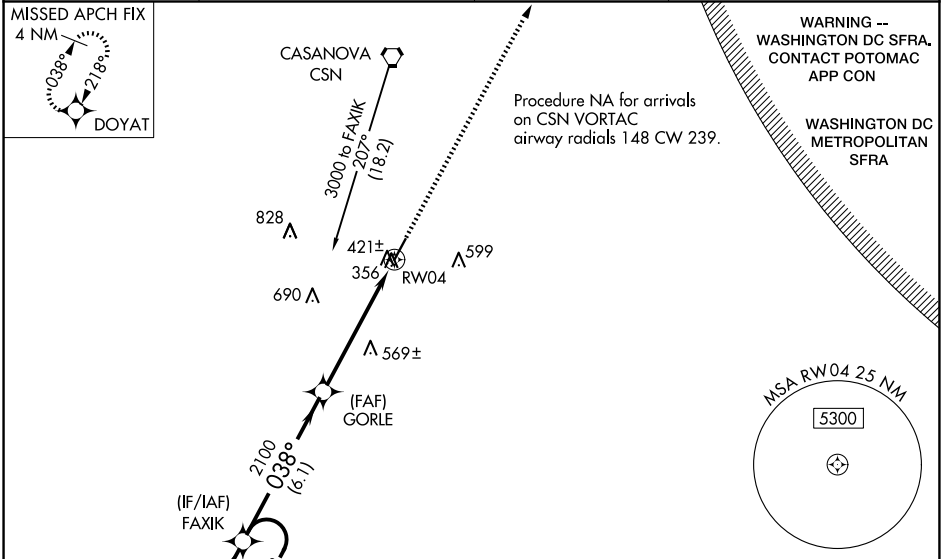 MISSED APCH FIX
4 NM
038°
218°
DOYAT
CASANOVA
CSN
3000 to FAXIK
207°
(18.2)
Procedure NA for arrivals
on CSN VORTAC
airway radials 148 CW 239.
WARNING --
WASHINGTON DC SFRA.
CONTACT POTOMAC
APP CON
WASHINGTON DC
METROPOLITAN
SFRA
828
421±
356
RW04
599
690
569±
(FAF)
GORLE
2100
038°
(6.1)
(IF/IAF)
FAXIK
MSA RW04 25 NM
5300